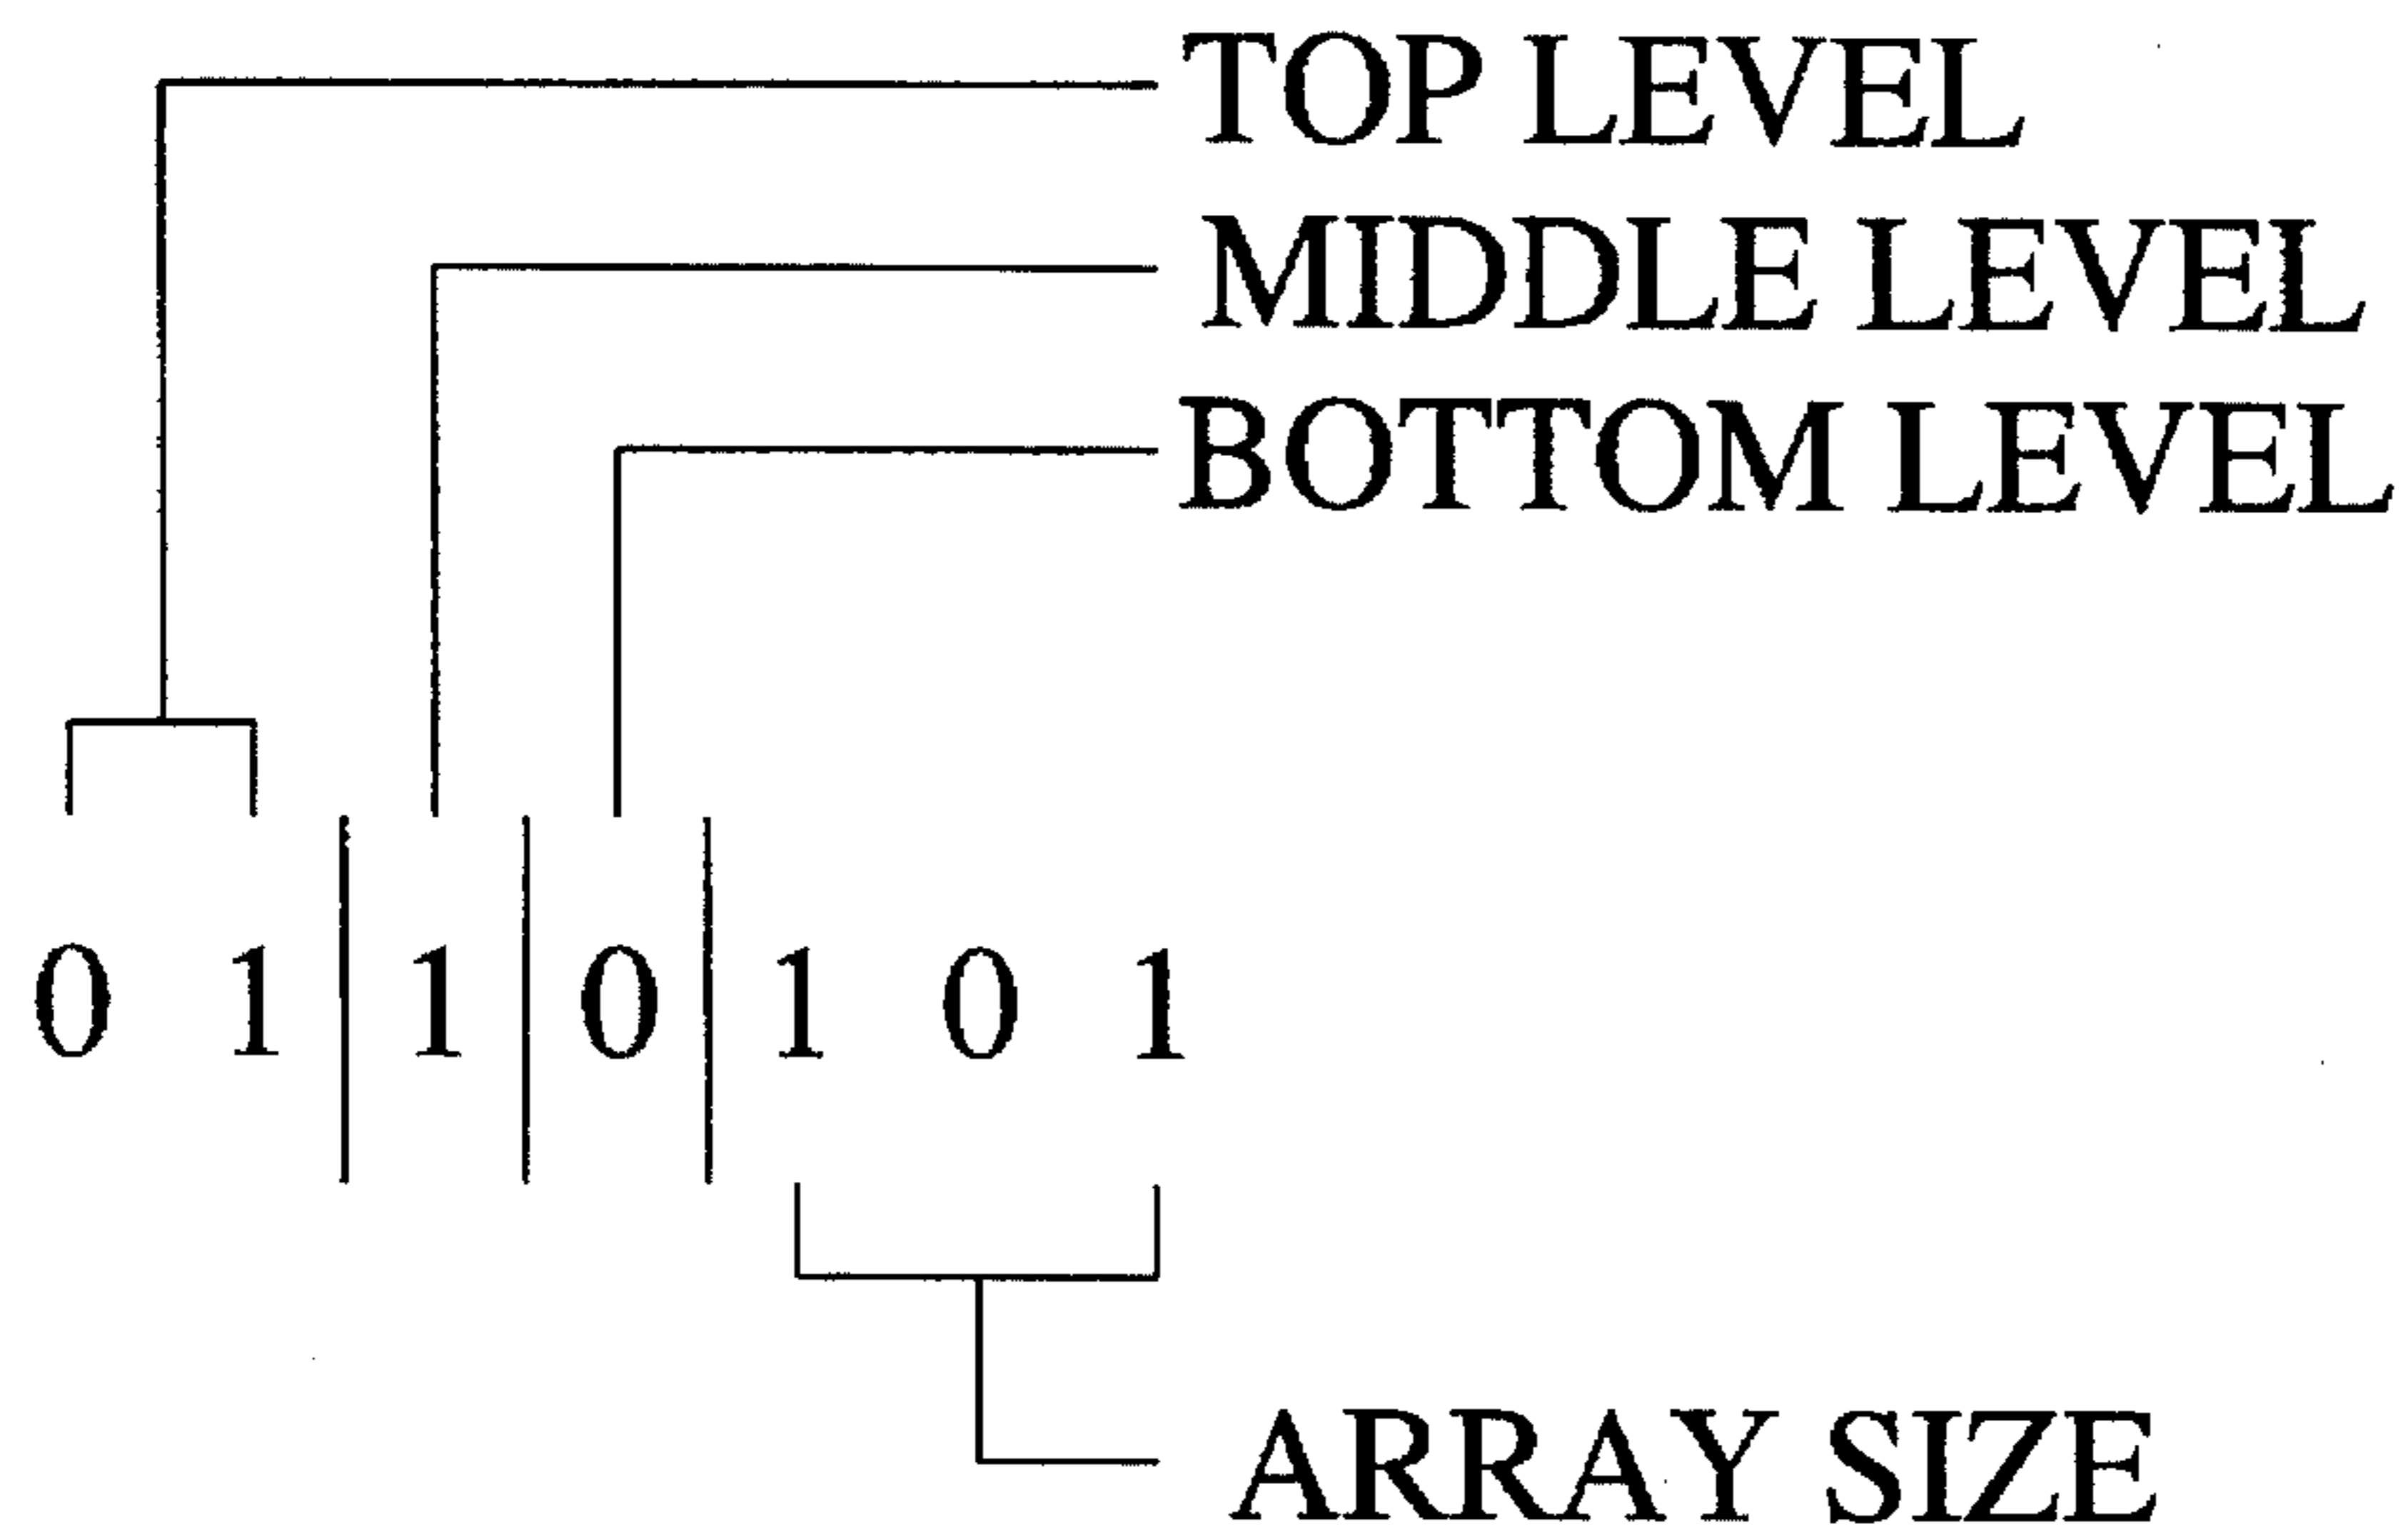 TOP LEVEL
MIDDLE LEVEL
BOTTOM LEVEL
0 1 1 0 1 0 1
ARRAY SIZE